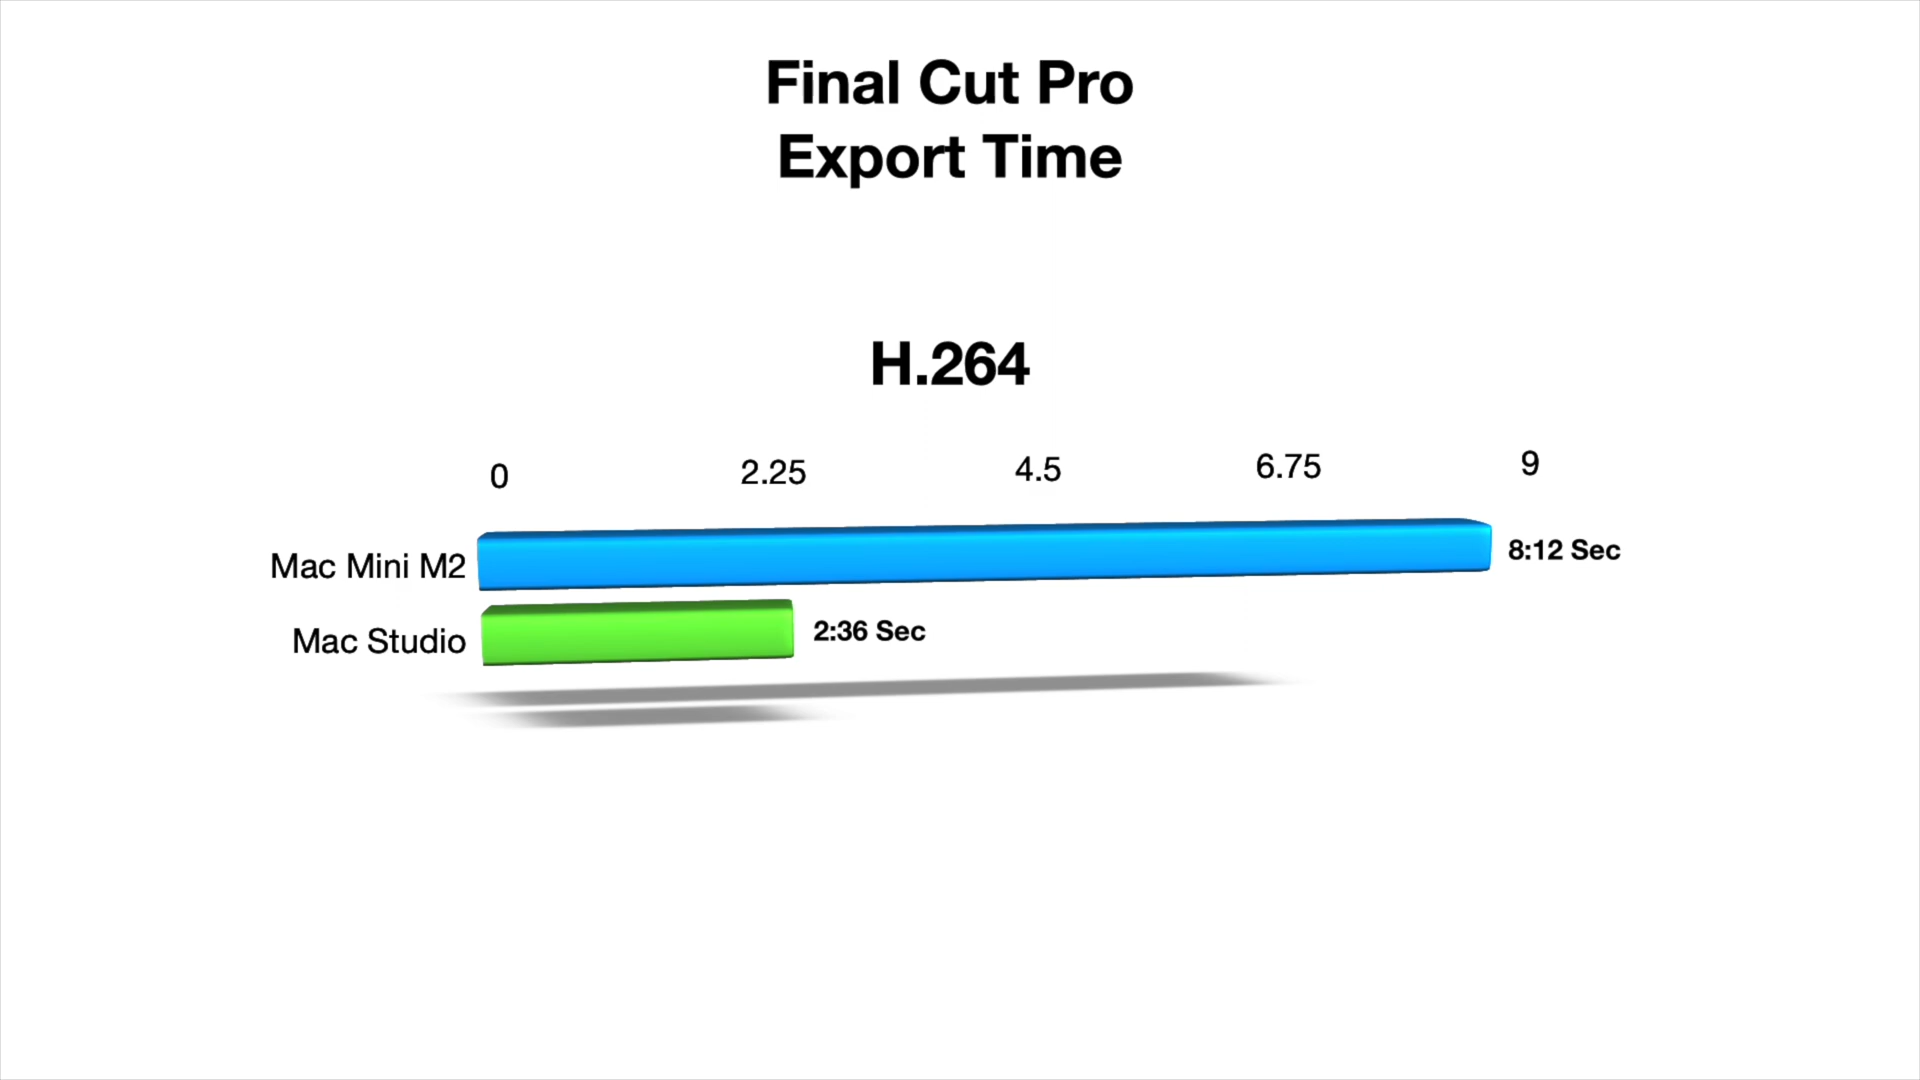 Final Cut Pro
Export Time
H.264
0 2.25 4.5 6.75 9
Mac Mini M2 8:12 Sec
Mac Studio 2:36 Sec